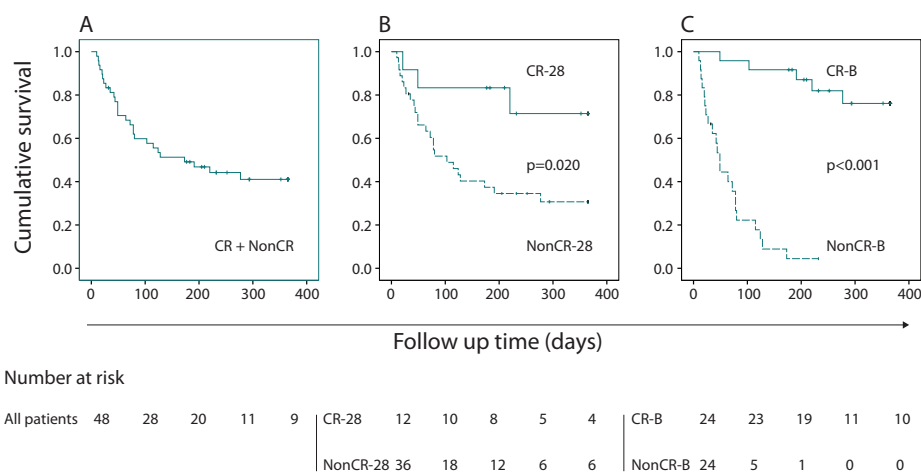 A B C
Cumulative survival
1.0 1.0 1.0
0.8 0.8 0.8
0.6 0.6 0.6
0.4 0.4 0.4
0.2 0.2 0.2
0.0 0.0 0.0
CR + NonCR
CR-28
p=0.020
NonCR-28
CR-B
p<0.001
NonCR-B
0 100 200 300 400 0 100 200 300 400 0 100 200 300 400
Follow up time (days)
Number at risk
All patients 48 28 20 11 9 CR-28 12 10 8 5 4 CR-B 24 23 19 11 10
NonCR-28 36 18 12 6 6 NonCR-B 24 5 1 0 0